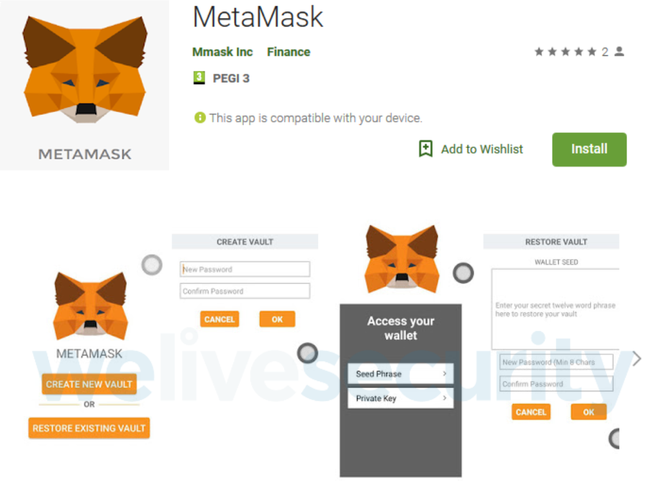 MetaMask
Mmask Inc Finance
2
3 PEGI 3
This app is compatible with your device.
Add to Wishlist
Install
METAMASK
CREATE VAULT
New Password
Confirm Password
CANCEL OK
METAMASK
CREATE NEW VAULT
OR
RESTORE EXISTING VAULT
Access your
wallet
Seed Phrase
Private Key
RESTORE VAULT
WALLET SEED
Enter your secret twelve word phrase
here to restore your vault
New Password (Min 8 Chars
Confirm Password
CANCEL OK
welivesecurity